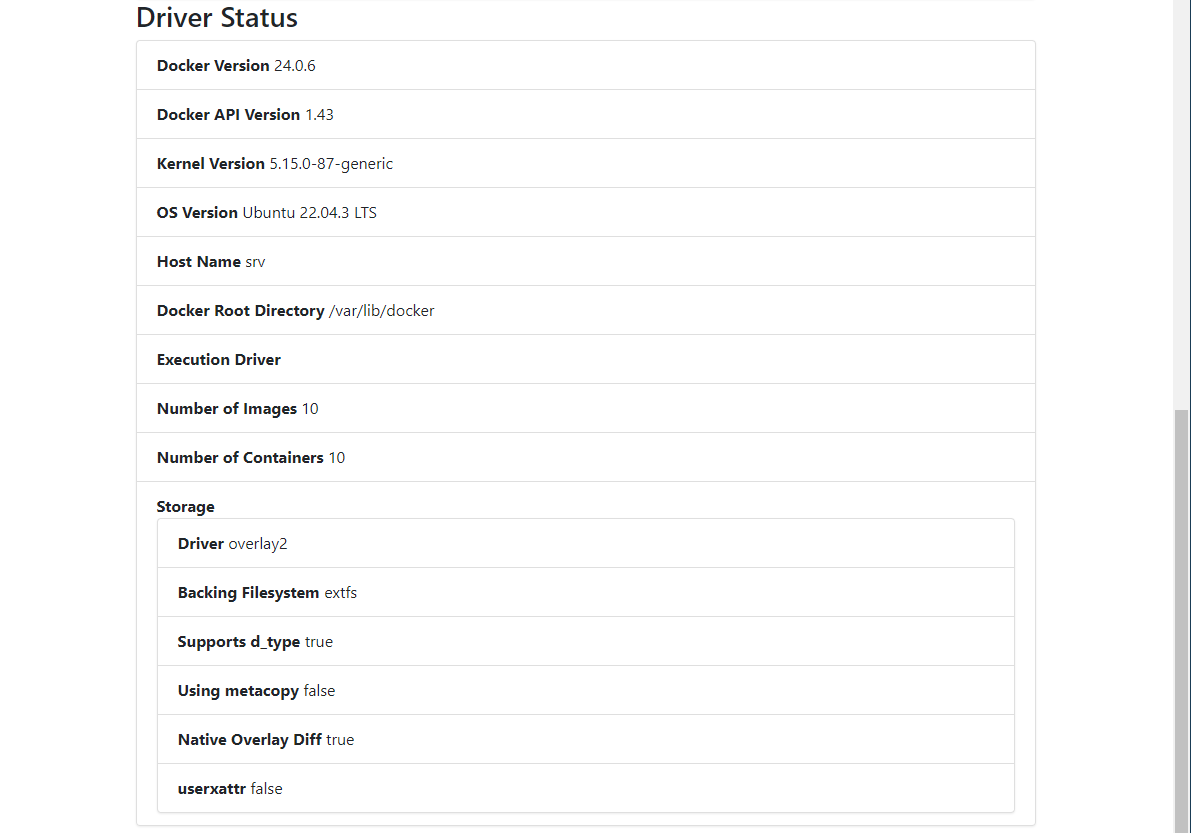 Driver Status
Docker Version 24.0.6
Docker API Version 1.43
Kernel Version 5.15.0-87-generic
OS Version Ubuntu 22.04.3 LTS
Host Name srv
Docker Root Directory /var/lib/docker
Execution Driver
Number of Images 10
Number of Containers 10
Storage
Driver overlay2
Backing Filesystem extfs
Supports d_type true
Using metacopy false
Native Overlay Diff true
userxattr false